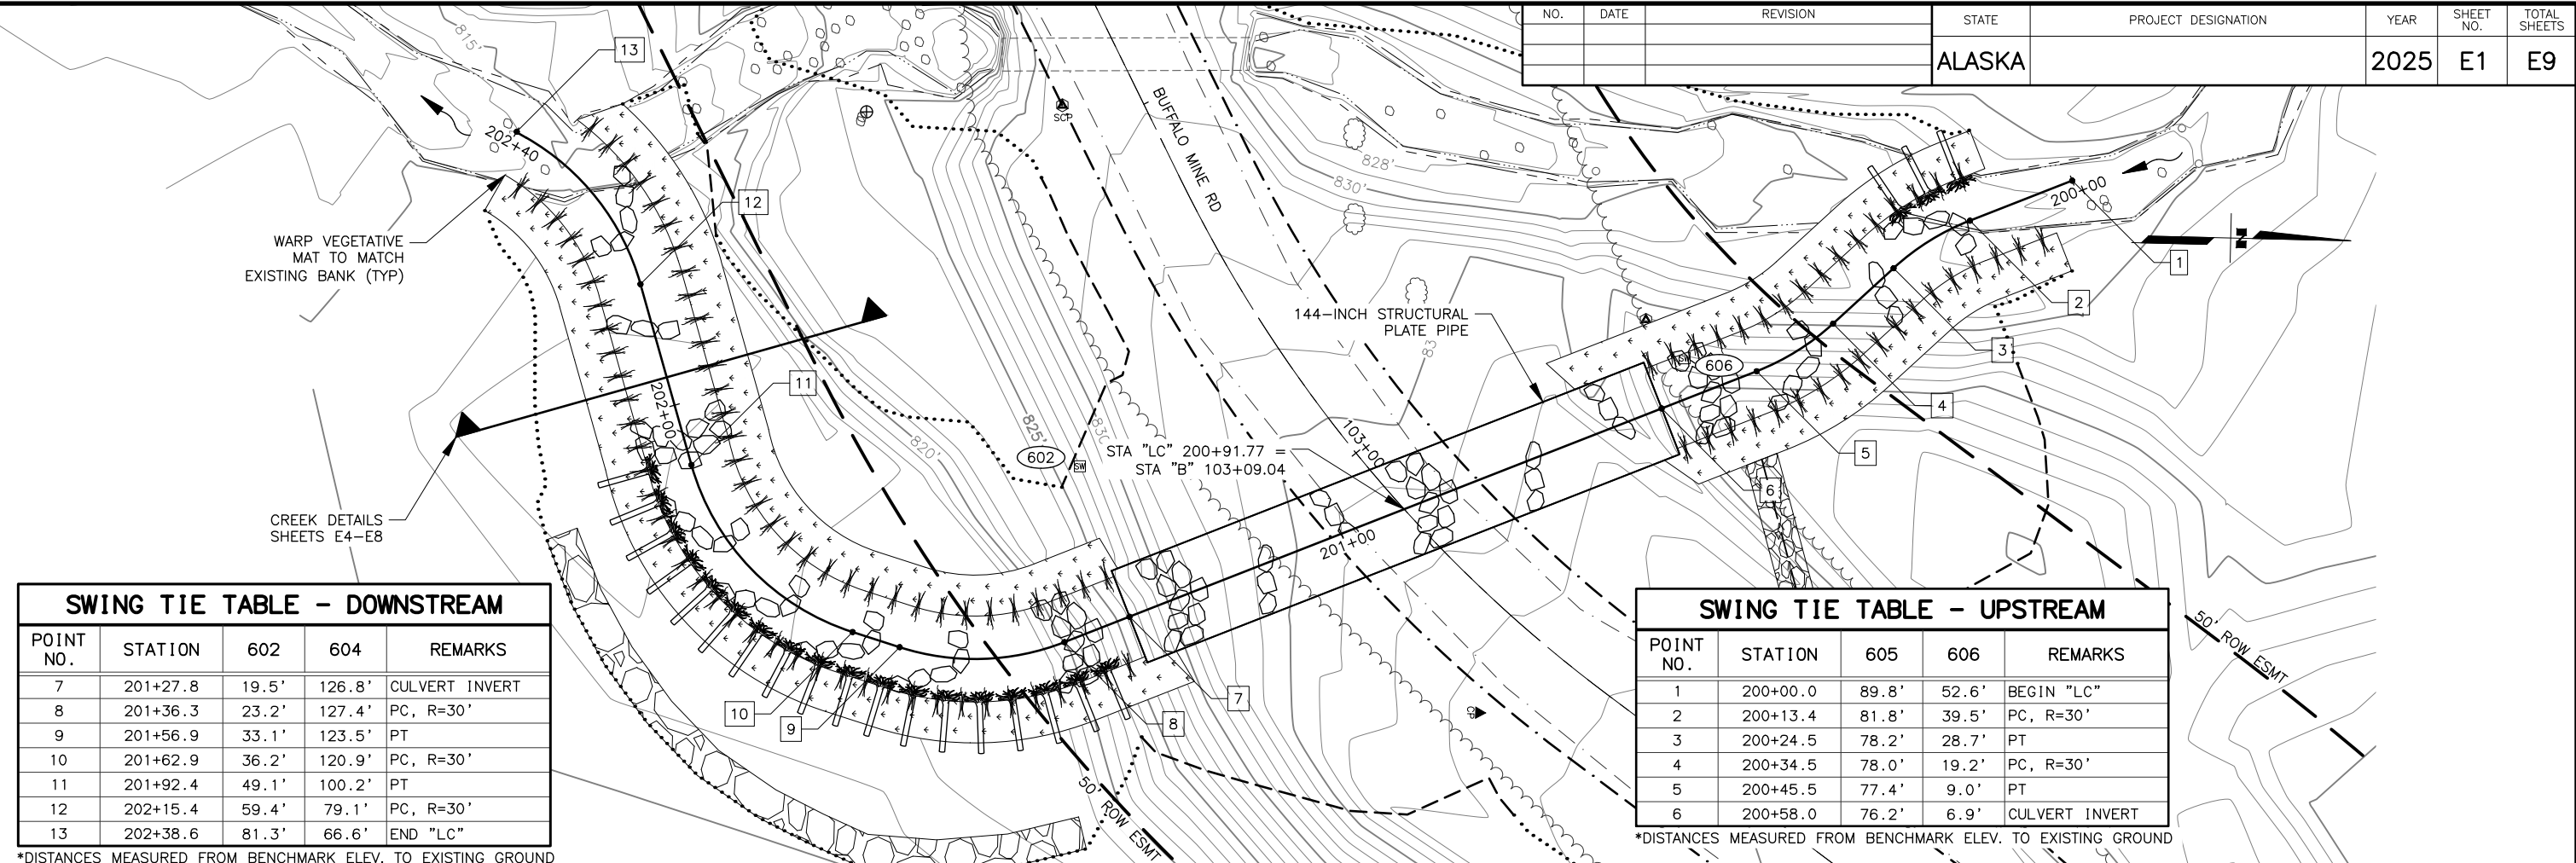 NO. DATE REVISION
STATE PROJECT DESIGNATION YEAR SHEET NO. TOTAL SHEETS
ALASKA 2025 E1 E9
815'
13
202+40
12
WARP VEGETATIVE
MAT TO MATCH
EXISTING BANK (TYP)
SCP
BUFFALO MINE RD
828'
830'
200+00
N
1
2
3
4
5
6
144-INCH STRUCTURAL
PLATE PIPE
83
606
SW
11
202+00
820'
825'
830'
602
SW
STA "LC" 200+91.77 =
STA "B" 103+09.04
103+00
201+00
CREEK DETAILS
SHEETS E4-E8
10
9
8
7
CP
50' ROW ESMT
50' ROW ESMT
SWING TIE TABLE - DOWNSTREAM
POINT NO. STATION 602 604 REMARKS
7 201+27.8 19.5' 126.8' CULVERT INVERT
8 201+36.3 23.2' 127.4' PC, R=30'
9 201+56.9 33.1' 123.5' PT
10 201+62.9 36.2' 120.9' PC, R=30'
11 201+92.4 49.1' 100.2' PT
12 202+15.4 59.4' 79.1' PC, R=30'
13 202+38.6 81.3' 66.6' END "LC"
*DISTANCES MEASURED FROM BENCHMARK ELEV. TO EXISTING GROUND
SWING TIE TABLE - UPSTREAM
POINT NO. STATION 605 606 REMARKS
1 200+00.0 89.8' 52.6' BEGIN "LC"
2 200+13.4 81.8' 39.5' PC, R=30'
3 200+24.5 78.2' 28.7' PT
4 200+34.5 78.0' 19.2' PC, R=30'
5 200+45.5 77.4' 9.0' PT
6 200+58.0 76.2' 6.9' CULVERT INVERT
*DISTANCES MEASURED FROM BENCHMARK ELEV. TO EXISTING GROUND